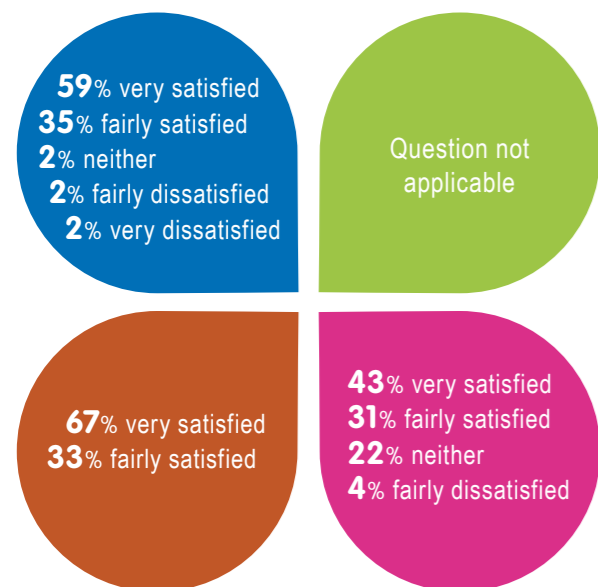 59% very satisfied
35% fairly satisfied
2% neither
2% fairly dissatisfied
2% very dissatisfied
Question not
applicable
67% very satisfied
33% fairly satisfied
43% very satisfied
31% fairly satisfied
22% neither
4% fairly dissatisfied